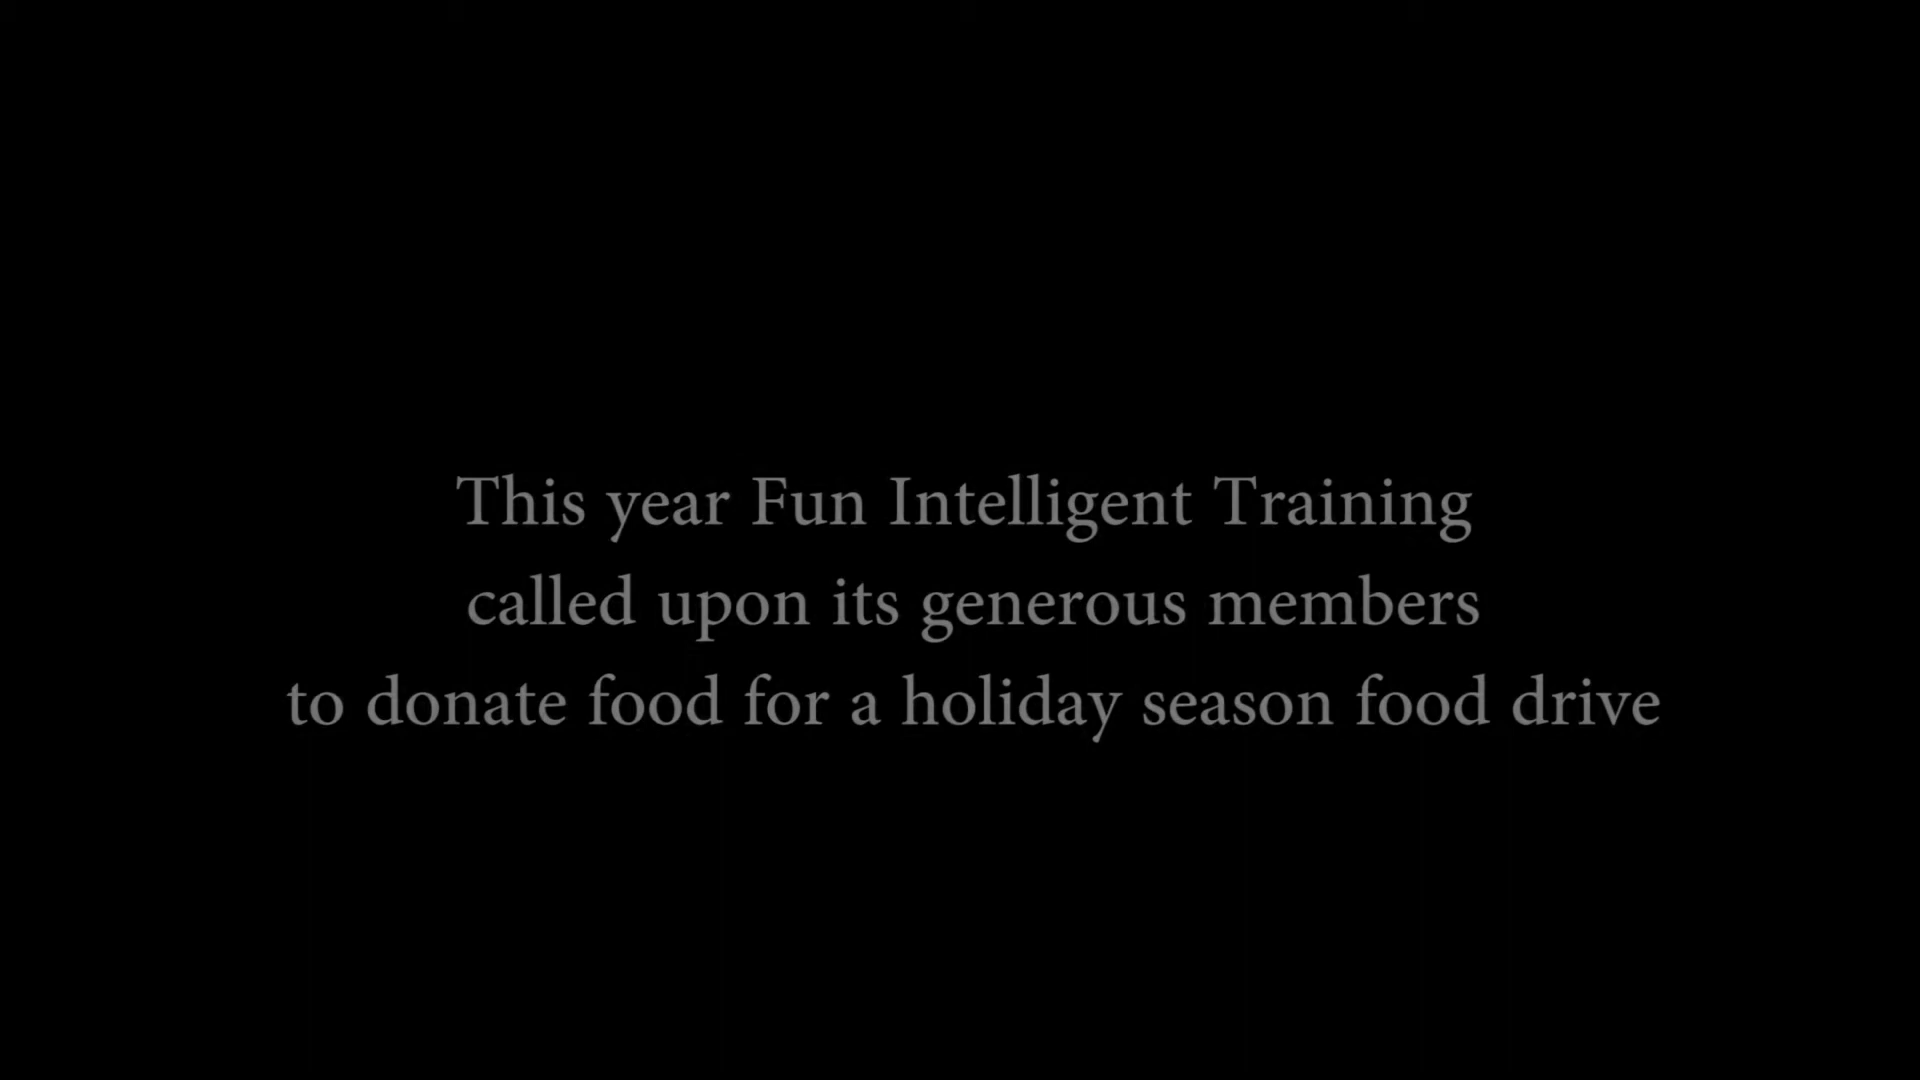 This year Fun Intelligent Training
called upon its generous members
to donate food for a holiday season food drive